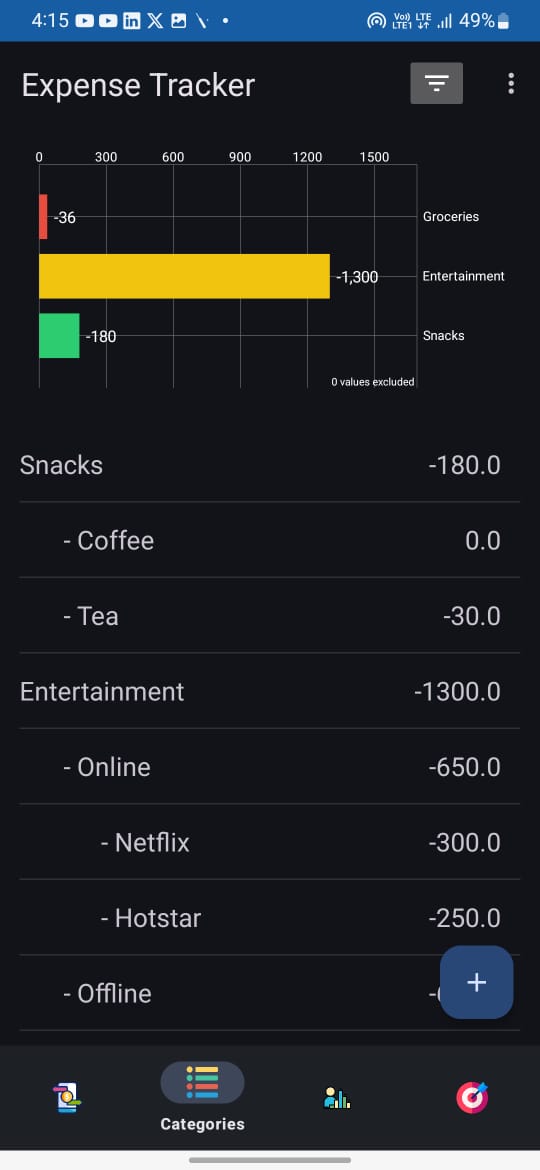 4:15 in X Vo) LTE LTE1 49%
Expense Tracker
0 300 600 900 1200 1500
-36 Groceries
-1,300 Entertainment
-180 Snacks
0 values excluded
Snacks -180.0
- Coffee 0.0
- Tea -30.0
Entertainment -1300.0
- Online -650.0
- Netflix -300.0
- Hotstar -250.0
- Offline
+
Categories